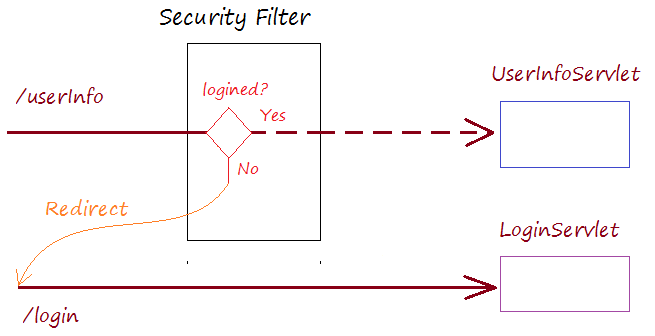 Security Filter
UserInfoServlet
/userInfo
logined?
Yes
No
Redirect
LoginServlet
/login